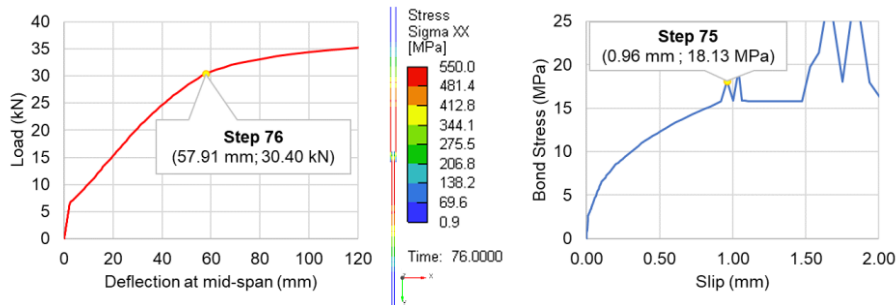 40
35
30
25
20
15
10
5
0
Load (kN)
Step 76
(57.91 mm; 30.40 kN)
0 20 40 60 80 100 120
Deflection at mid-span (mm)
Stress
Sigma XX
[MPa]
550.0
481.4
412.8
344.1
275.5
206.8
138.2
69.6
0.9
Time: 76.0000
x
25
20
15
10
5
0
Bond Stress (MPa)
Step 75
(0.96 mm ; 18.13 MPa)
0.00 0.50 1.00 1.50 2.00
Slip (mm)